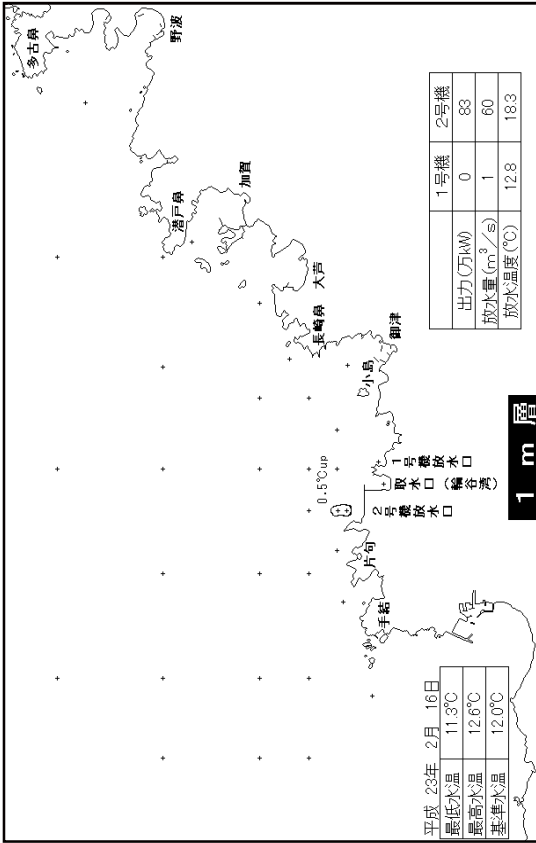 平成 23年 2月 16日
最低水温 11.3℃
最高水温 12.6℃
基準水温 12.0℃
1号機 2号機
出力(万kW) 0 83
放水量(m³/s) 1 60
放水温度(℃) 12.8 18.3
1 m 層
手結
片句
0.5℃up
2号機放水口
取水口(輪谷湾)
1号機放水口
小島
御津
長崎鼻
大芦
加賀
潜戸鼻
野波
多古鼻